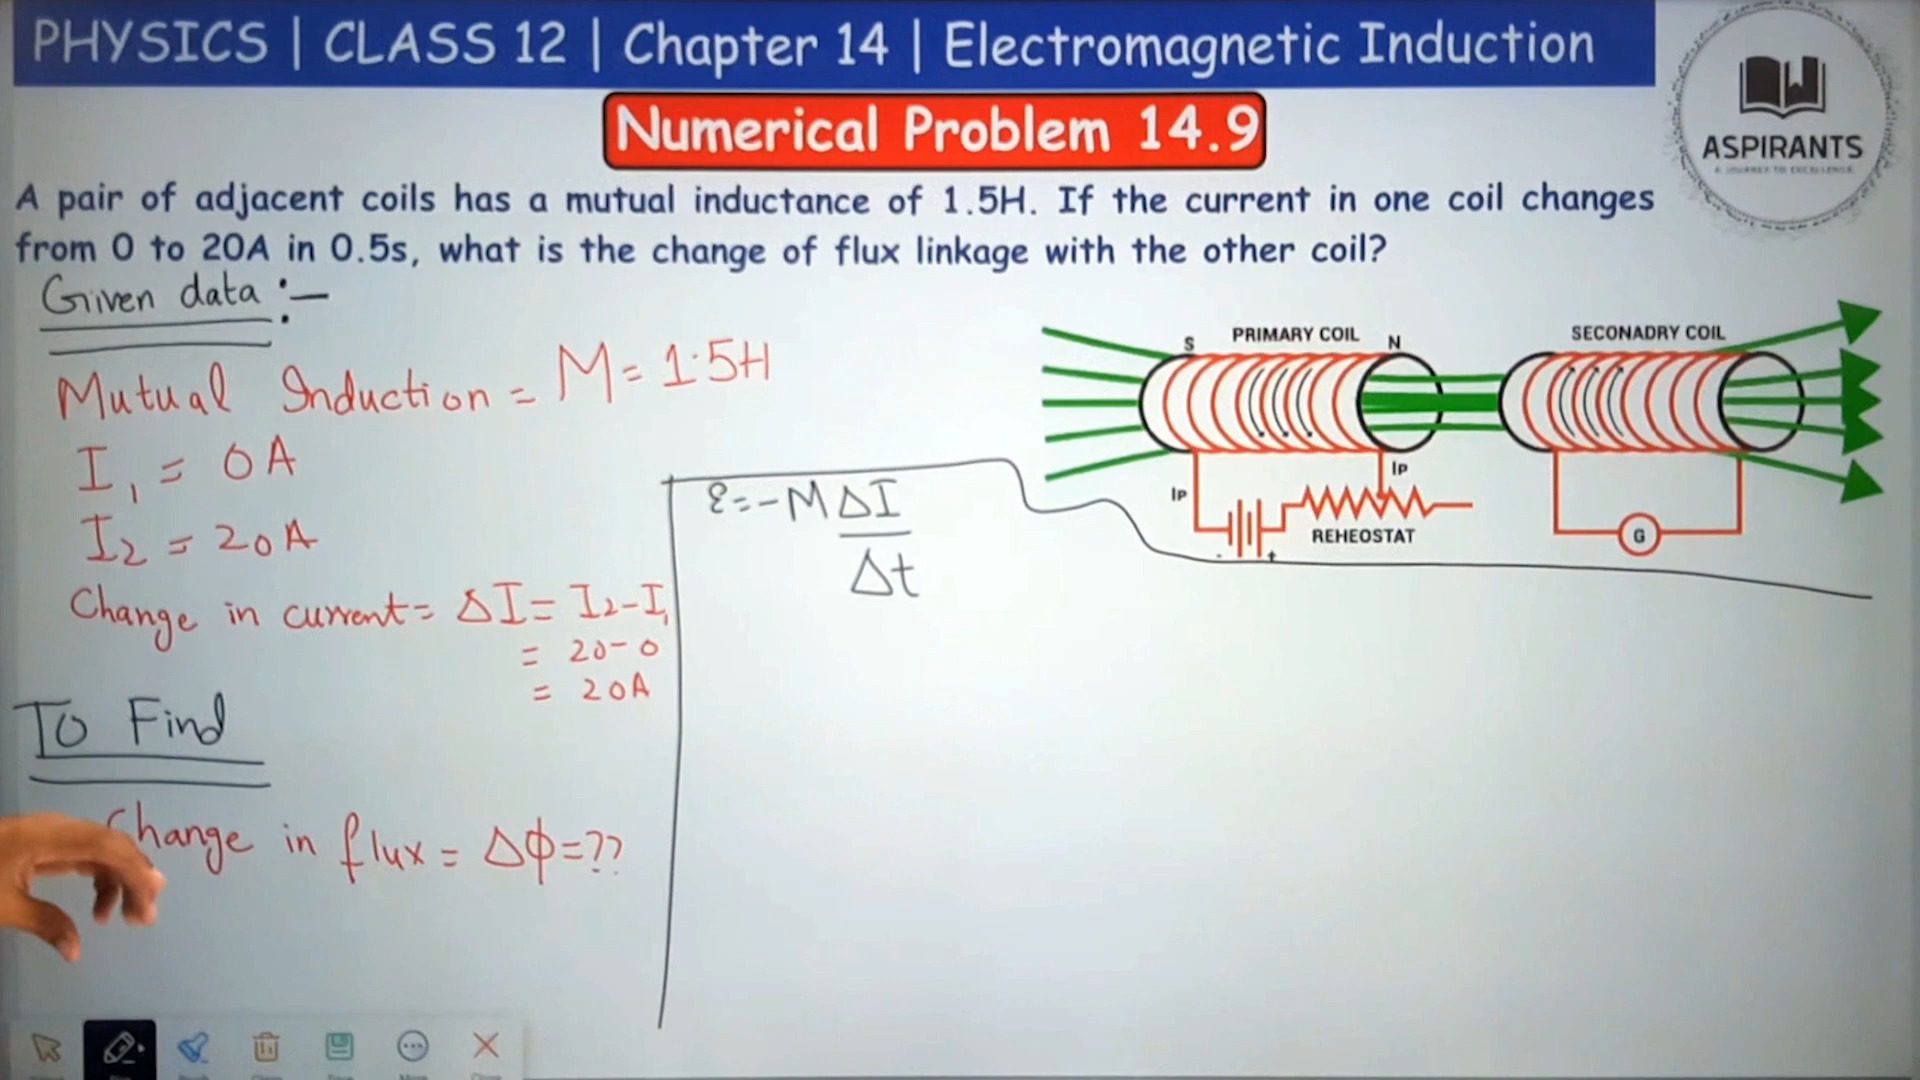 PHYSICS | CLASS 12 | Chapter 14 | Electromagnetic Induction
Numerical Problem 14.9
ASPIRANTS
A JOURNEY TO EXCELLENCE
A pair of adjacent coils has a mutual inductance of 1.5H. If the current in one coil changes
from 0 to 20A in 0.5s, what is the change of flux linkage with the other coil?
Given data :-
Mutual Induction = M = 1.5H
I₁ = 0A
I₂ = 20A
Change in current = ΔI = I₂-I₁
= 20-0
= 20A
To Find
Change in flux = Δϕ=??
ε=-MΔI
Δt
S PRIMARY COIL N
SECONADRY COIL
IP
IP
REHEOSTAT
- +
G